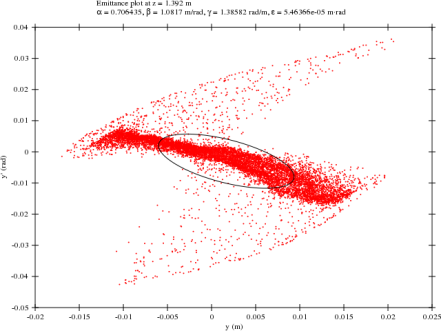 Emittance plot at z = 1.392 m
α = 0.706435, β = 1.0817 m/rad, γ = 1.38582 rad/m, ε = 5.46366e-05 m·rad
0.04
0.03
0.02
0.01
0
-0.01
-0.02
-0.03
-0.04
-0.05
y' (rad)
-0.02 -0.015 -0.01 -0.005 0 0.005 0.01 0.015 0.02 0.025
y (m)